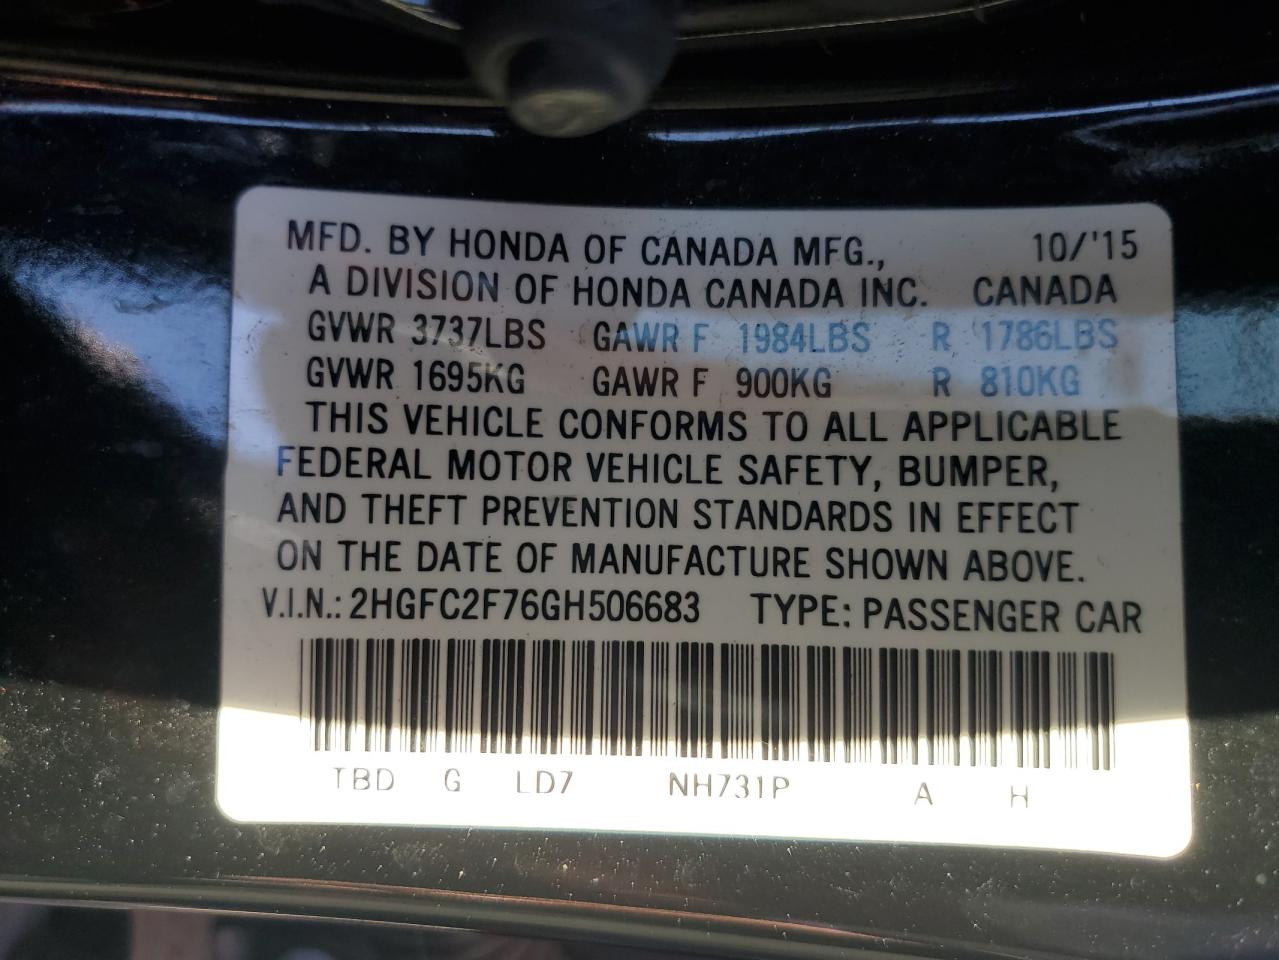 MFD. BY HONDA OF CANADA MFG., 10/'15
A DIVISION OF HONDA CANADA INC. CANADA
GVWR 3737LBS GAWR F 1984LBS R 1786LBS
GVWR 1695KG GAWR F 900KG R 810KG
THIS VEHICLE CONFORMS TO ALL APPLICABLE
FEDERAL MOTOR VEHICLE SAFETY, BUMPER,
AND THEFT PREVENTION STANDARDS IN EFFECT
ON THE DATE OF MANUFACTURE SHOWN ABOVE.
V.I.N.: 2HGFC2F76GH506683 TYPE: PASSENGER CAR
TBD G LD7 NH731P A H